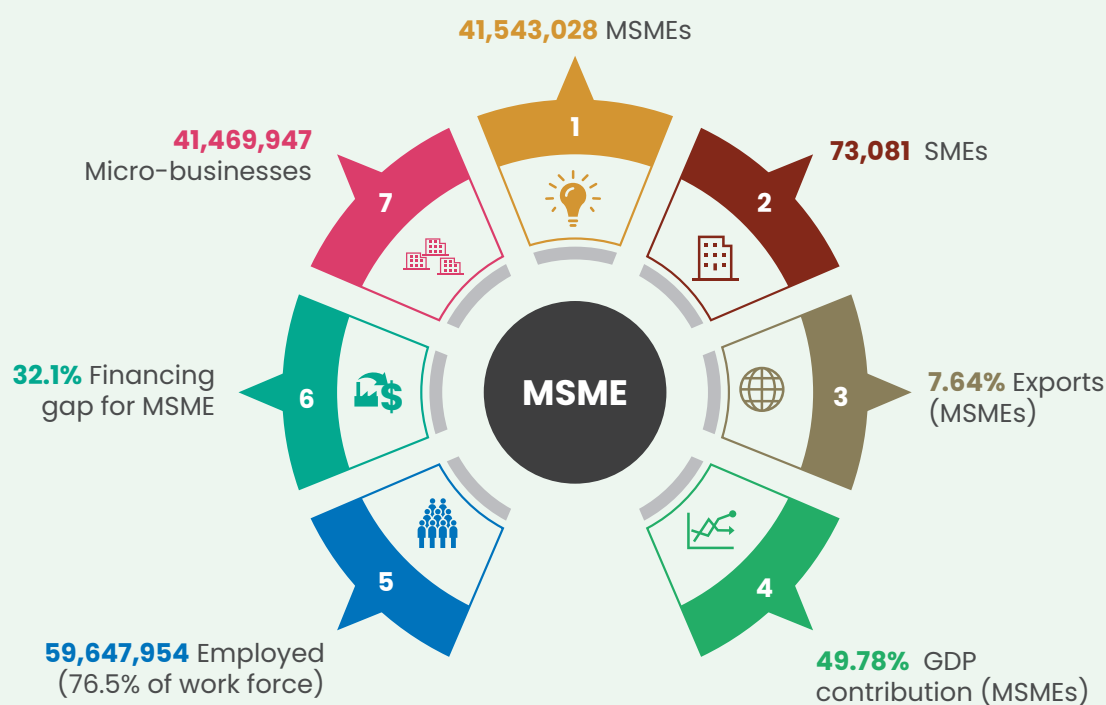 41,543,028 MSMEs
1
73,081 SMEs
2
7.64% Exports
(MSMEs)
3
49.78% GDP
contribution (MSMEs)
4
59,647,954 Employed
(76.5% of work force)
5
32.1% Financing
gap for MSME
6
41,469,947
Micro-businesses
7
MSME